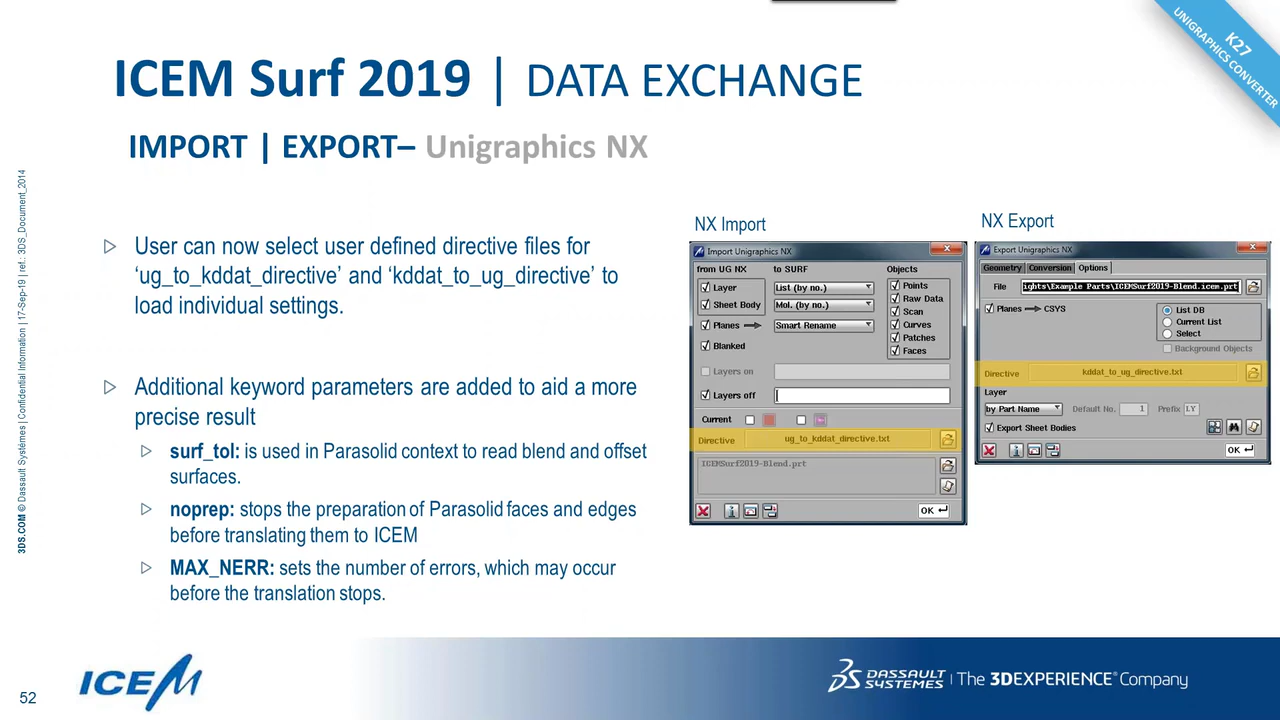 K27
UNIGRAPHICS CONVERTER
ICEM Surf 2019 | DATA EXCHANGE
IMPORT | EXPORT– Unigraphics NX
3DS.COM © Dassault Systèmes | Confidential Information | 17-Sep-19 | ref.: 3DS_Document_2014
▷ User can now select user defined directive files for
‘ug_to_kddat_directive’ and ‘kddat_to_ug_directive’ to
load individual settings.
▷ Additional keyword parameters are added to aid a more
precise result
▷ surf_tol: is used in Parasolid context to read blend and offset
surfaces.
▷ noprep: stops the preparation of Parasolid faces and edges
before translating them to ICEM
▷ MAX_NERR: sets the number of errors, which may occur
before the translation stops.
NX Import
Import Unigraphics NX
from UG NX to SURF Objects
Layer List (by no.) Points
Sheet Body Mol. (by no.) Raw Data
Scan
Planes Smart Rename Curves
Patches
Blanked Faces
Layers on
Layers off
Current
Directive ug_to_kddat_directive.txt
ICEMSurf2019-Blend.prt
OK
NX Export
Export Unigraphics NX
Geometry Conversion Options
File ights\Example Parts\ICEMSurf2019-Blend.icem.prt
Planes CSYS List DB
Current List
Select
Background Objects
Directive kddat_to_ug_directive.txt
Layer
by Part Name Default No. 1 Prefix LY
Export Sheet Bodies
OK
52
ICEM
DASSAULT
SYSTEMES | The 3DEXPERIENCE® Company